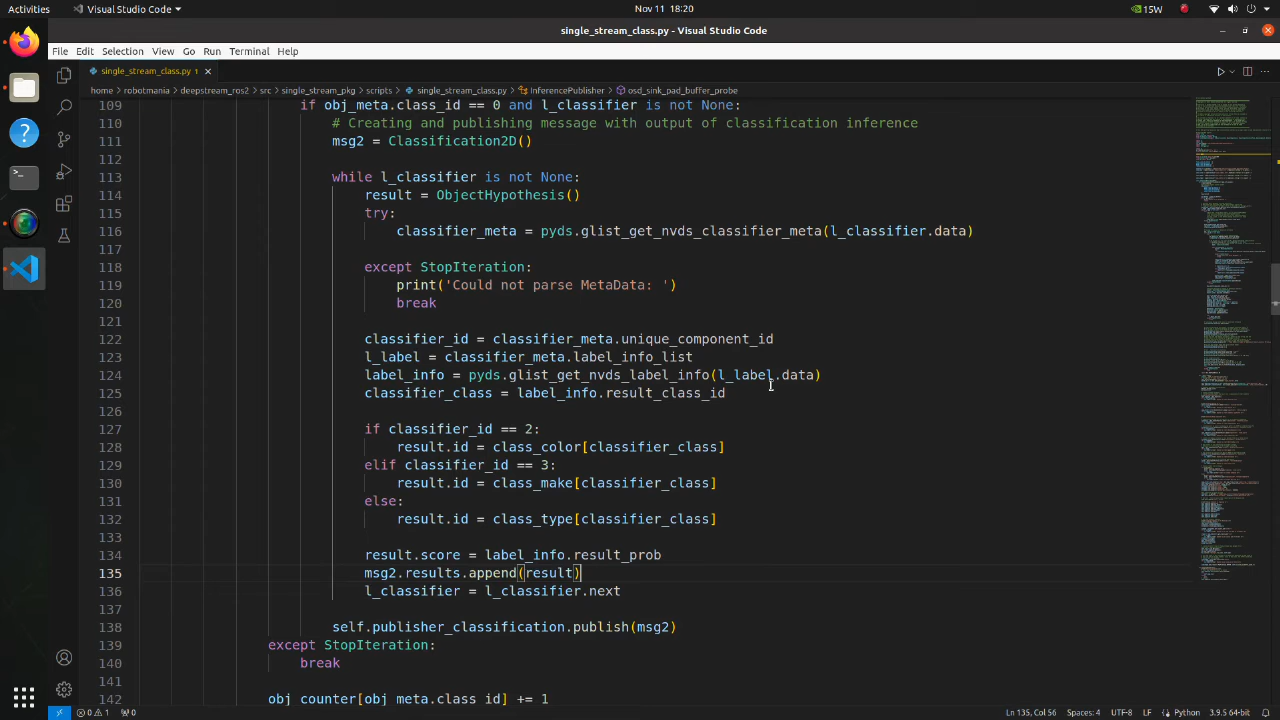 Activities Visual Studio Code Nov 11 18:20 15W
single_stream_class.py - Visual Studio Code
File Edit Selection View Go Run Terminal Help
single_stream_class.py 1
home > robotmania > deepstream_ros2 > src > single_stream_pkg > scripts > single_stream_class.py > InferencePublisher > osd_sink_pad_buffer_probe
109 if obj_meta.class_id == 0 and l_classifier is not None:
110 # Creating and publishing message with output of classification inference
111 msg2 = Classification2D()
112
113 while l_classifier is not None:
114 result = ObjectHypothesis()
115 try:
116 classifier_meta = pyds.glist_get_nvds_classifier_meta(l_classifier.data)
117
118 except StopIteration:
119 print('Could not parse MetaData: ')
120 break
121
122 classifier_id = classifier_meta.unique_component_id
123 l_label = classifier_meta.label_info_list
124 label_info = pyds.glist_get_nvds_label_info(l_label.data)
125 classifier_class = label_info.result_class_id
126
127 if classifier_id == 2:
128 result.id = class_color[classifier_class]
129 elif classifier_id == 3:
130 result.id = class_make[classifier_class]
131 else:
132 result.id = class_type[classifier_class]
133
134 result.score = label_info.result_prob
135 msg2.results.append(result)
136 l_classifier = l_classifier.next
137
138 self.publisher_classification.publish(msg2)
139 except StopIteration:
140 break
141
142 obj_counter[obj_meta.class_id] += 1
0 1 0 Ln 135, Col 56 Spaces: 4 UTF-8 LF Python 3.9.5 64-bit